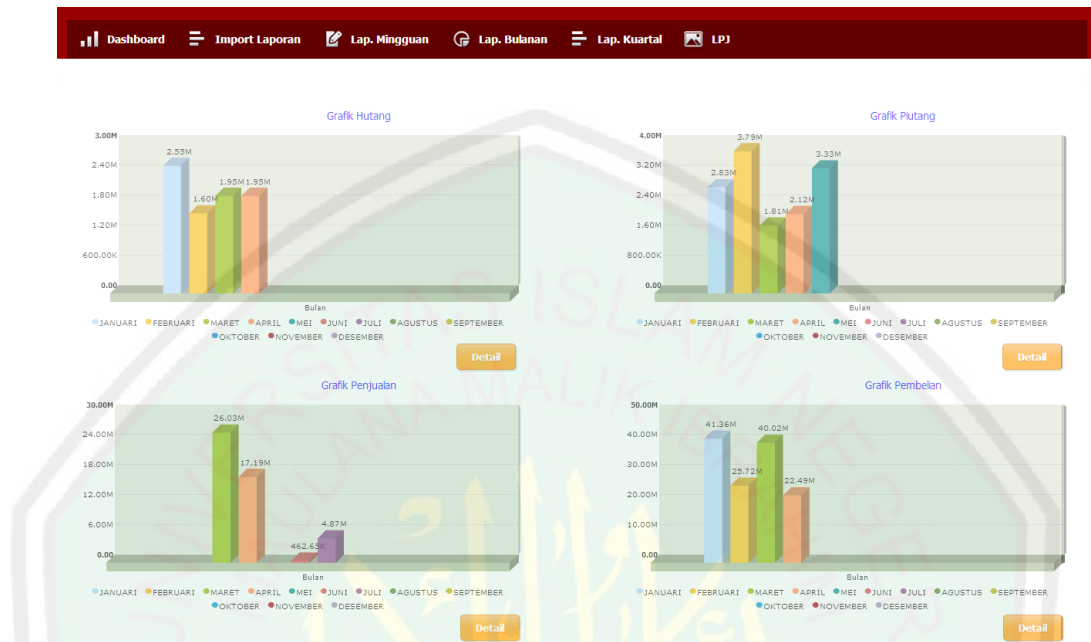 Dashboard Import Laporan Lap. Mingguan Lap. Bulanan Lap. Kuartal LPJ
Grafik Hutang
3.00M
2.40M
1.80M
1.20M
600.00K
0.00
2.55M
1.60M
1.95M
1.95M
Bulan
JANUARI FEBRUARI MARET APRIL MEI JUNI JULI AGUSTUS SEPTEMBER
OKTOBER NOVEMBER DESEMBER
Detail
Grafik Piutang
4.00M
3.20M
2.40M
1.60M
800.00K
0.00
2.83M
3.79M
1.81M
2.12M
3.33M
Bulan
JANUARI FEBRUARI MARET APRIL MEI JUNI JULI AGUSTUS SEPTEMBER
OKTOBER NOVEMBER DESEMBER
Detail
Grafik Penjualan
30.00M
24.00M
18.00M
12.00M
6.00M
0.00
26.03M
17.19M
462.65K
4.87M
Bulan
JANUARI FEBRUARI MARET APRIL MEI JUNI JULI AGUSTUS SEPTEMBER
OKTOBER NOVEMBER DESEMBER
Detail
Grafik Pembelian
50.00M
40.00M
30.00M
20.00M
10.00M
0.00
41.36M
25.72M
40.02M
22.49M
Bulan
JANUARI FEBRUARI MARET APRIL MEI JUNI JULI AGUSTUS SEPTEMBER
OKTOBER NOVEMBER DESEMBER
Detail